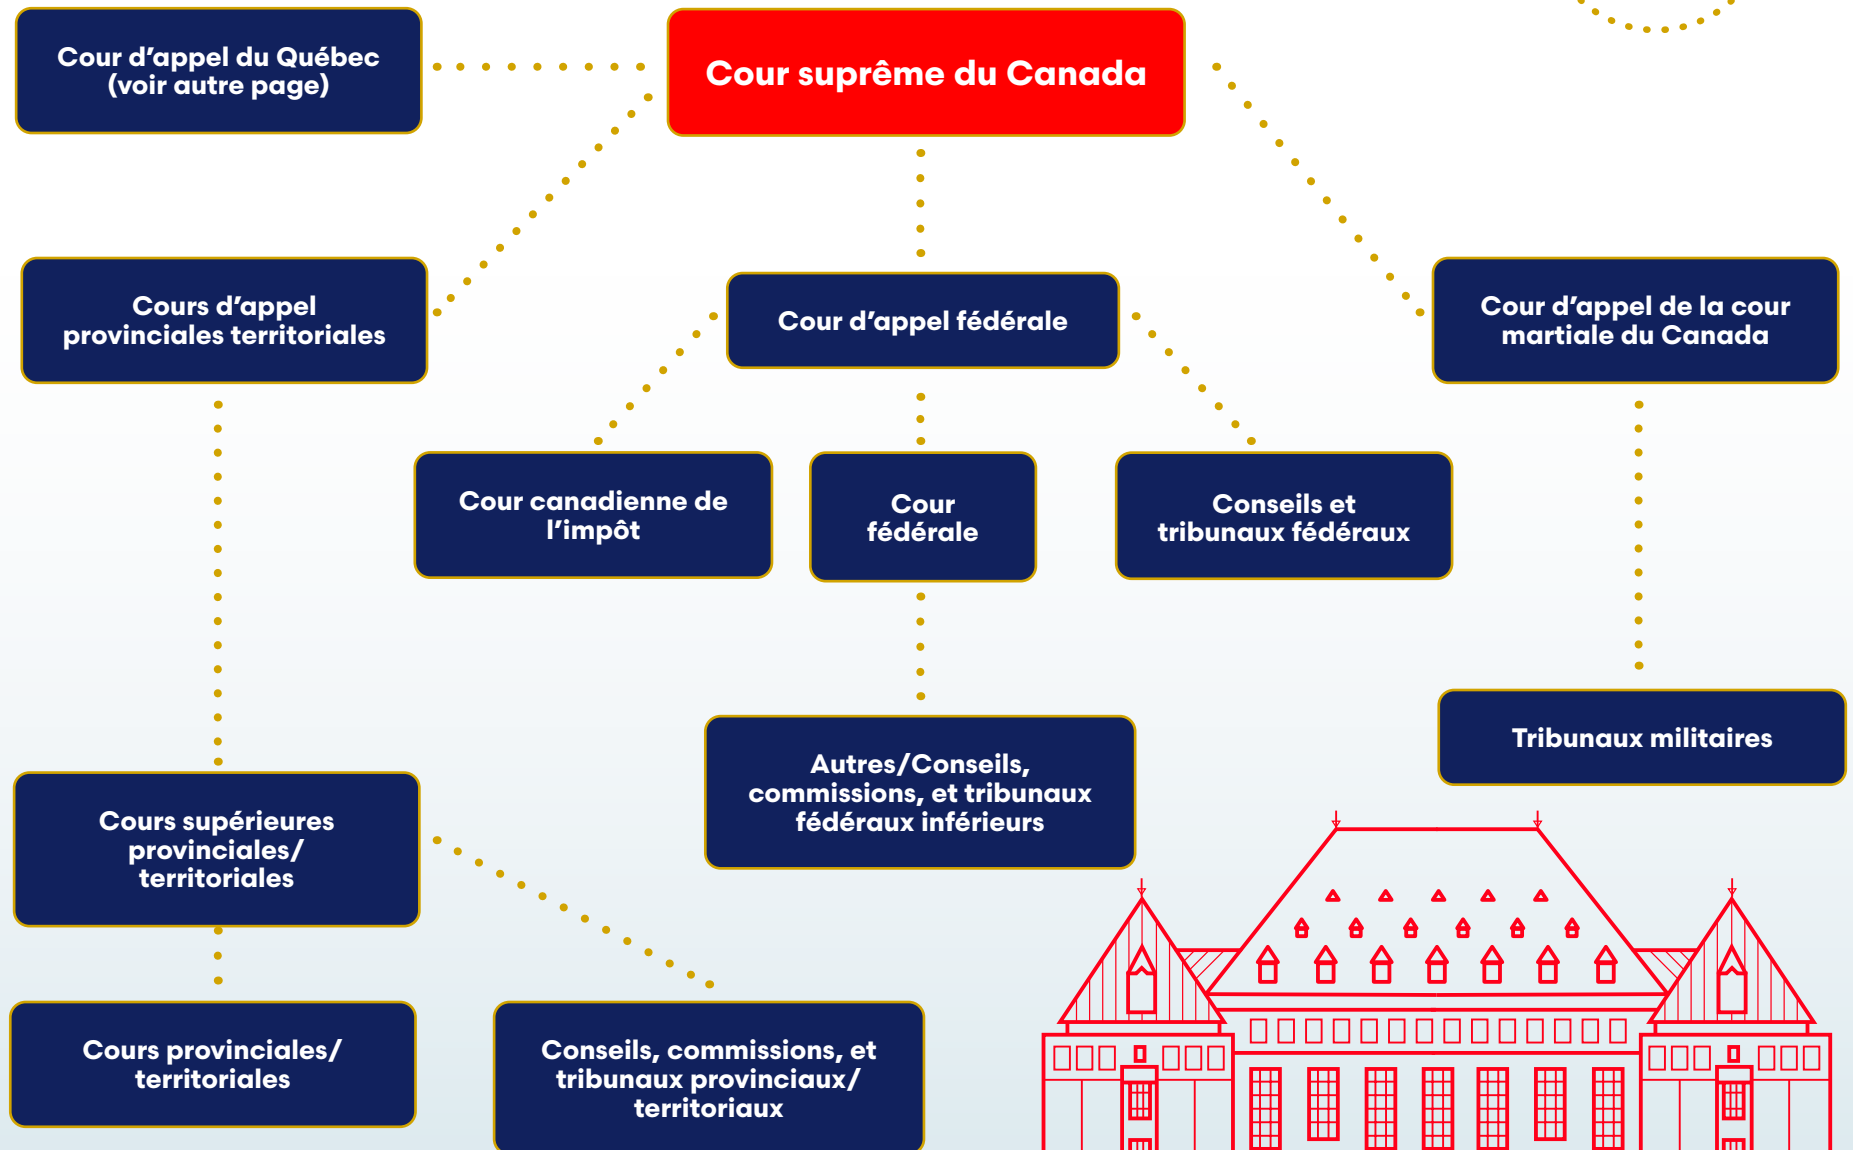 Cour d'appel du Québec
(voir autre page)
Cour suprême du Canada
Cours d'appel
provinciales territoriales
Cour d'appel fédérale
Cour d'appel de la cour
martiale du Canada
Cour canadienne de
l'impôt
Cour
fédérale
Conseils et
tribunaux fédéraux
Autres/Conseils,
commissions, et tribunaux
fédéraux inférieurs
Tribunaux militaires
Cours supérieures
provinciales/
territoriales
Cours provinciales/
territoriales
Conseils, commissions, et
tribunaux provinciaux/
territoriaux